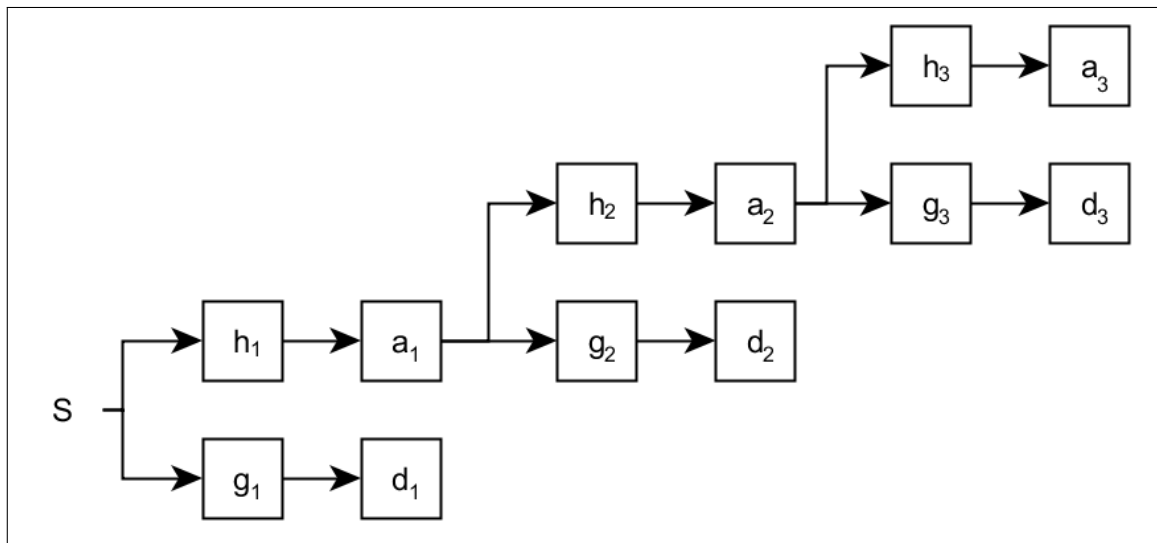 h₃ a₃
h₂ a₂ g₃ d₃
h₁ a₁ g₂ d₂
S
g₁ d₁